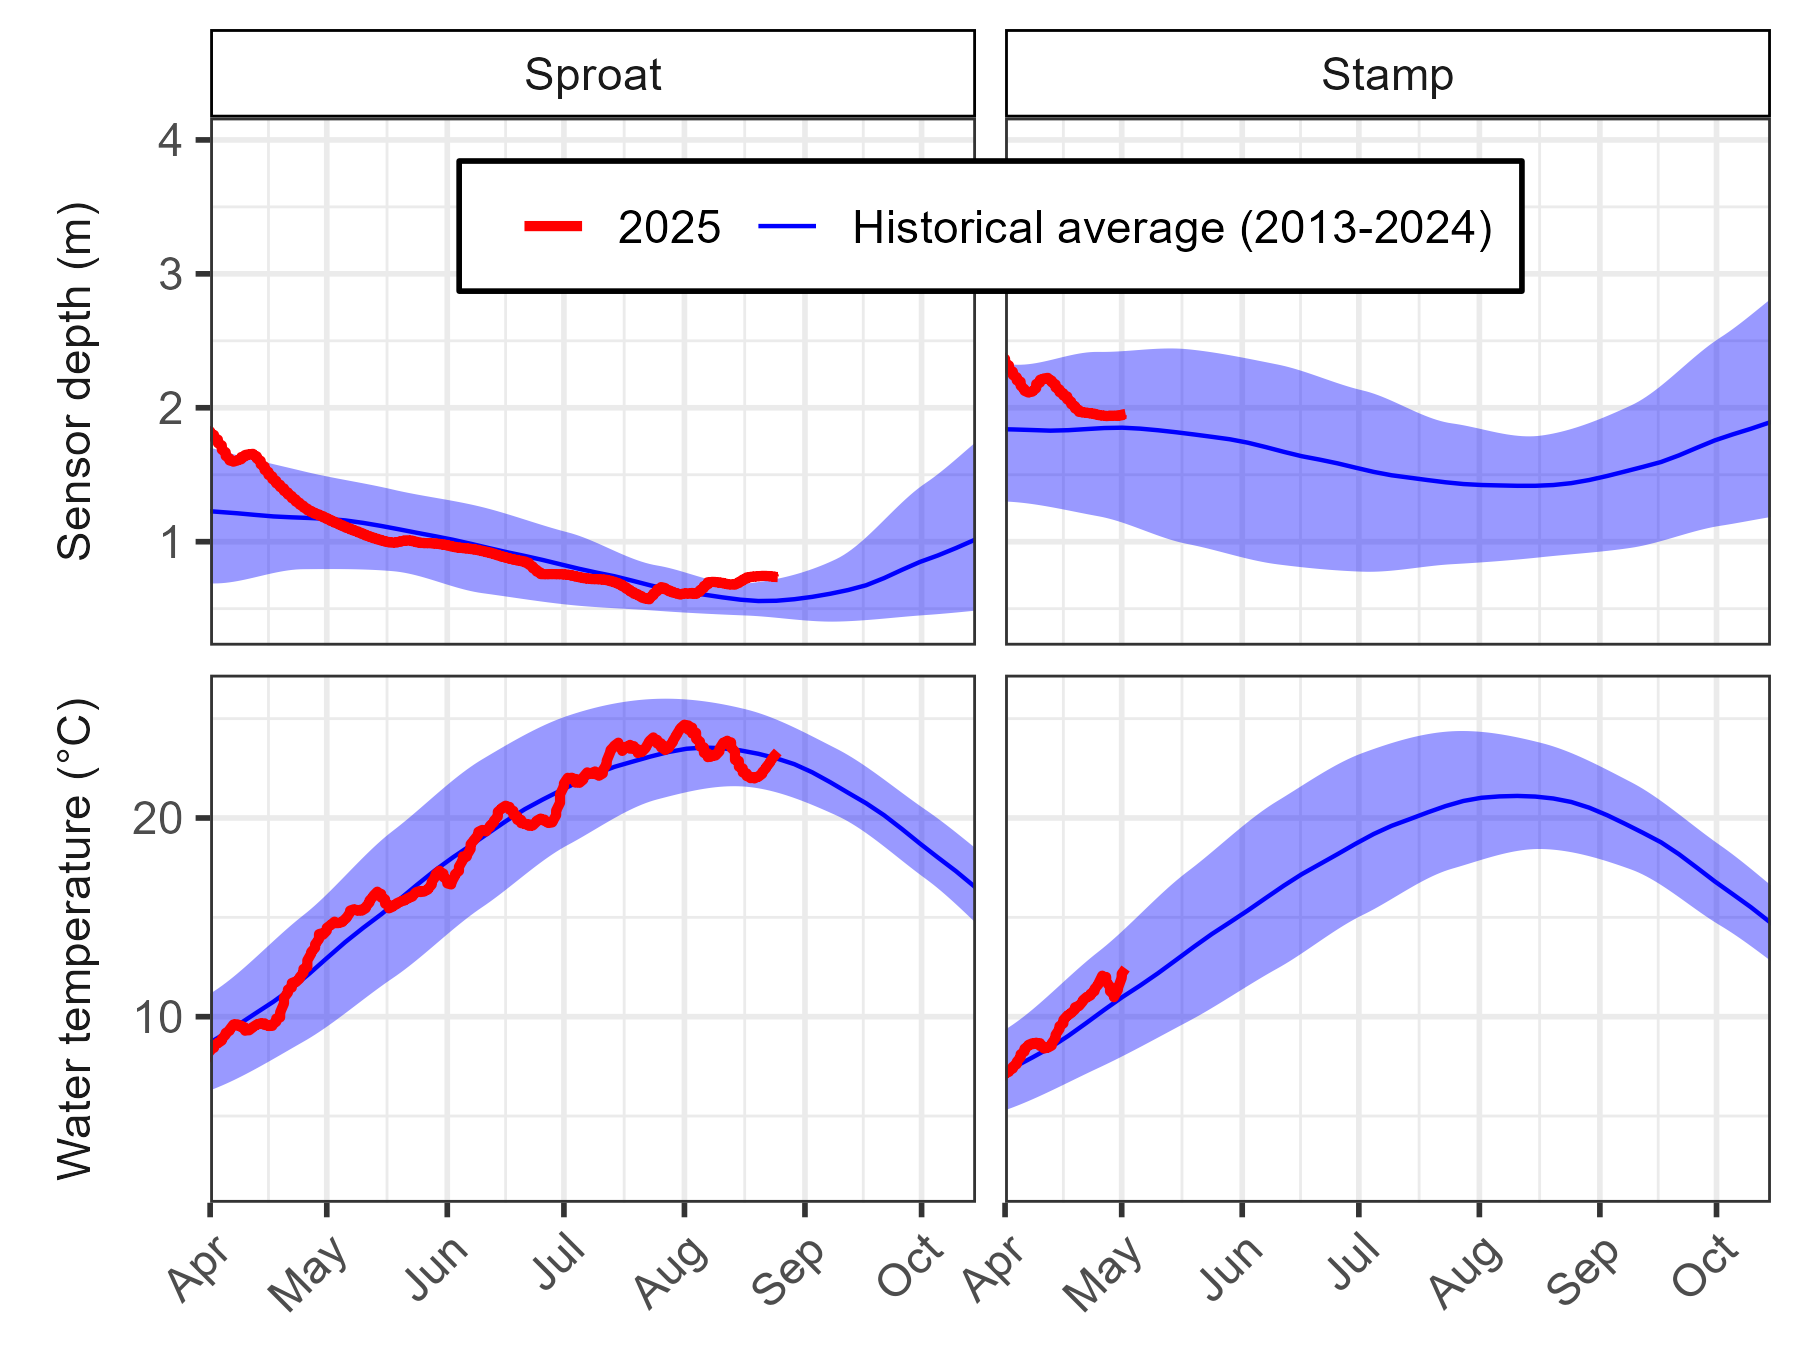 Sproat
Stamp
4
3
2
1
Sensor depth (m)
2025
Historical average (2013-2024)
20
10
Water temperature (°C)
Apr
May
Jun
Jul
Aug
Sep
Oct
Apr
May
Jun
Jul
Aug
Sep
Oct